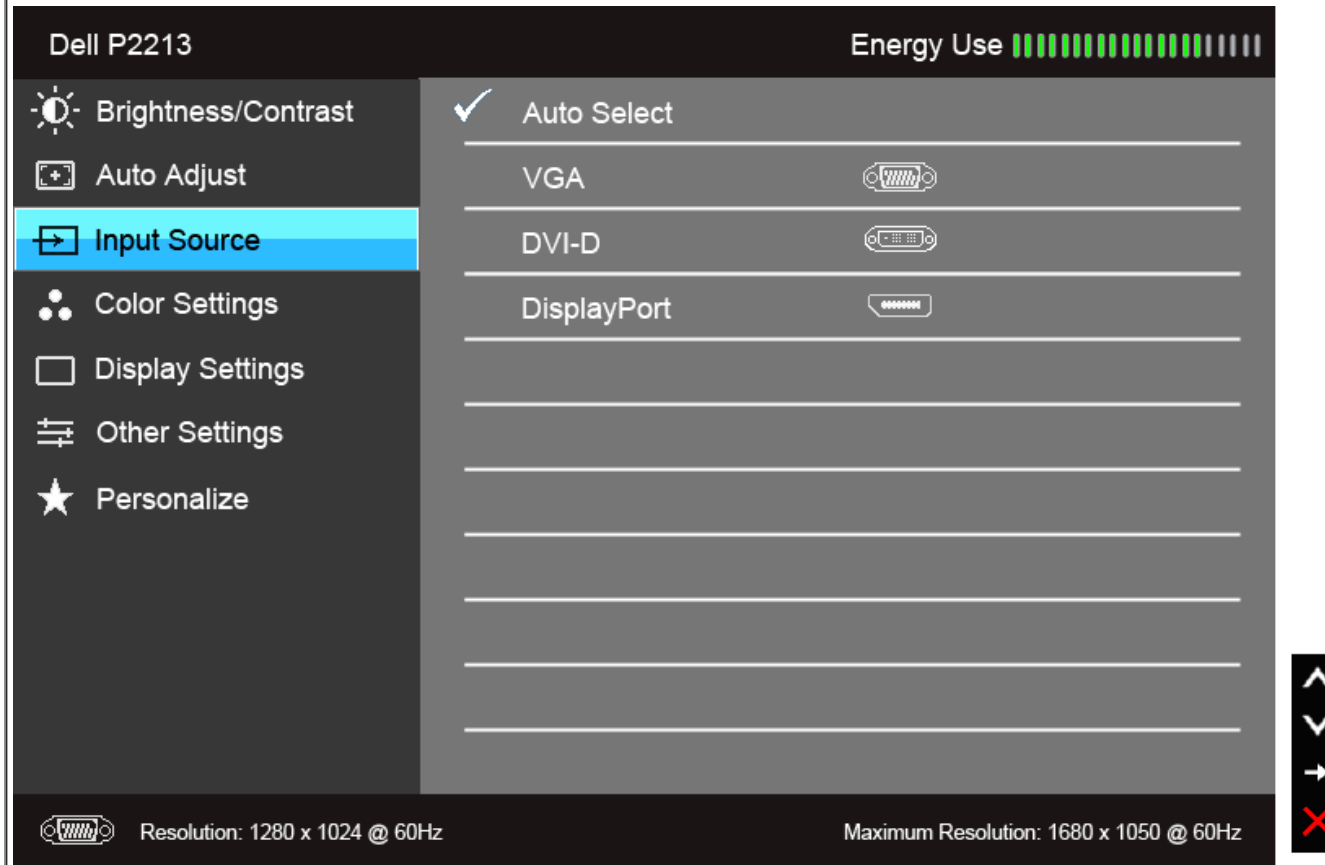 Dell P2213
Energy Use
Brightness/Contrast
Auto Adjust
Input Source
Color Settings
Display Settings
Other Settings
Personalize
Auto Select
VGA
DVI-D
DisplayPort
Resolution: 1280 x 1024 @ 60Hz
Maximum Resolution: 1680 x 1050 @ 60Hz